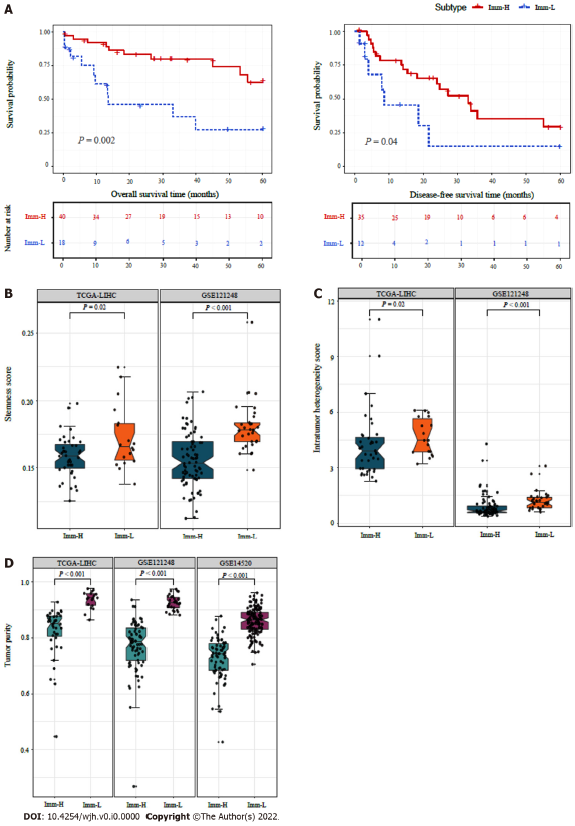 A
Subtype Imm-H Imm-L
Survival probability
1.00
0.75
0.50
0.25
0
P = 0.002
0 10 20 30 40 50 60
Overall survival time (months)
Number at risk
Imm-H 40 34 27 19 15 13 10
Imm-L 18 9 6 5 3 2 2
0 10 20 30 40 50 60
Survival probability
1.00
0.75
0.50
0.25
0
P = 0.04
0 10 20 30 40 50 60
Disease-free survival time (months)
Imm-H 35 25 19 10 6 6 4
Imm-L 12 4 2 1 1 1 1
0 10 20 30 40 50 60
B
TCGA-LIHC GSE121248
P = 0.02 P < 0.001
Stemness score
0.25
0.20
0.15
Imm-H Imm-L Imm-H Imm-L
C
TCGA-LIHC GSE121248
P = 0.02 P < 0.001
Intratumor heterogeneity score
12
9
6
3
0
Imm-H Imm-L Imm-H Imm-L
D
TCGA-LIHC GSE121248 GSE14520
P < 0.001 P < 0.001 P < 0.001
Tumor purity
1.0
0.8
0.6
0.4
Imm-H Imm-L Imm-H Imm-L Imm-H Imm-L
DOI: 10.4254/wjh.v0.i0.0000 Copyright ©The Author(s) 2022.